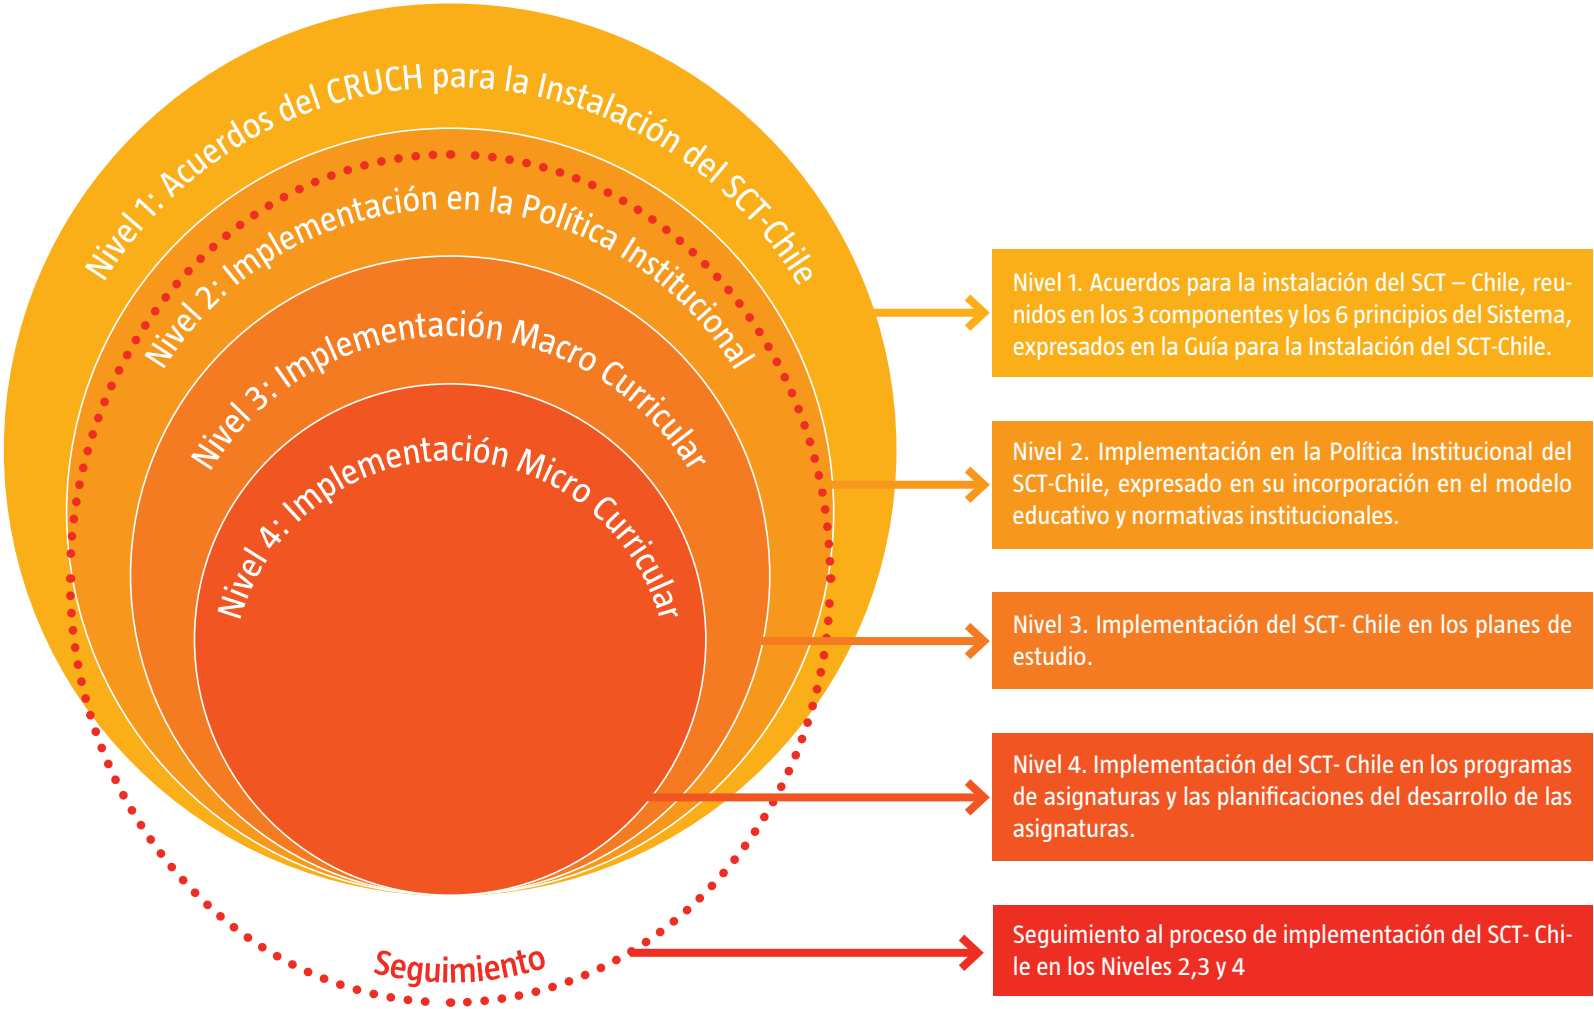 Nivel 1: Acuerdos del CRUCH para la Instalación del SCT-Chile
Nivel 2: Implementación en la Política Institucional
Nivel 3: Implementación Macro Curricular
Nivel 4: Implementación Micro Curricular
Seguimiento
Nivel 1. Acuerdos para la instalación del SCT – Chile, reu-
nidos en los 3 componentes y los 6 principios del Sistema,
expresados en la Guía para la Instalación del SCT-Chile.
Nivel 2. Implementación en la Política Institucional del
SCT-Chile, expresado en su incorporación en el modelo
educativo y normativas institucionales.
Nivel 3. Implementación del SCT- Chile en los planes de
estudio.
Nivel 4. Implementación del SCT- Chile en los programas
de asignaturas y las planificaciones del desarrollo de las
asignaturas.
Seguimiento al proceso de implementación del SCT- Chi-
le en los Niveles 2,3 y 4